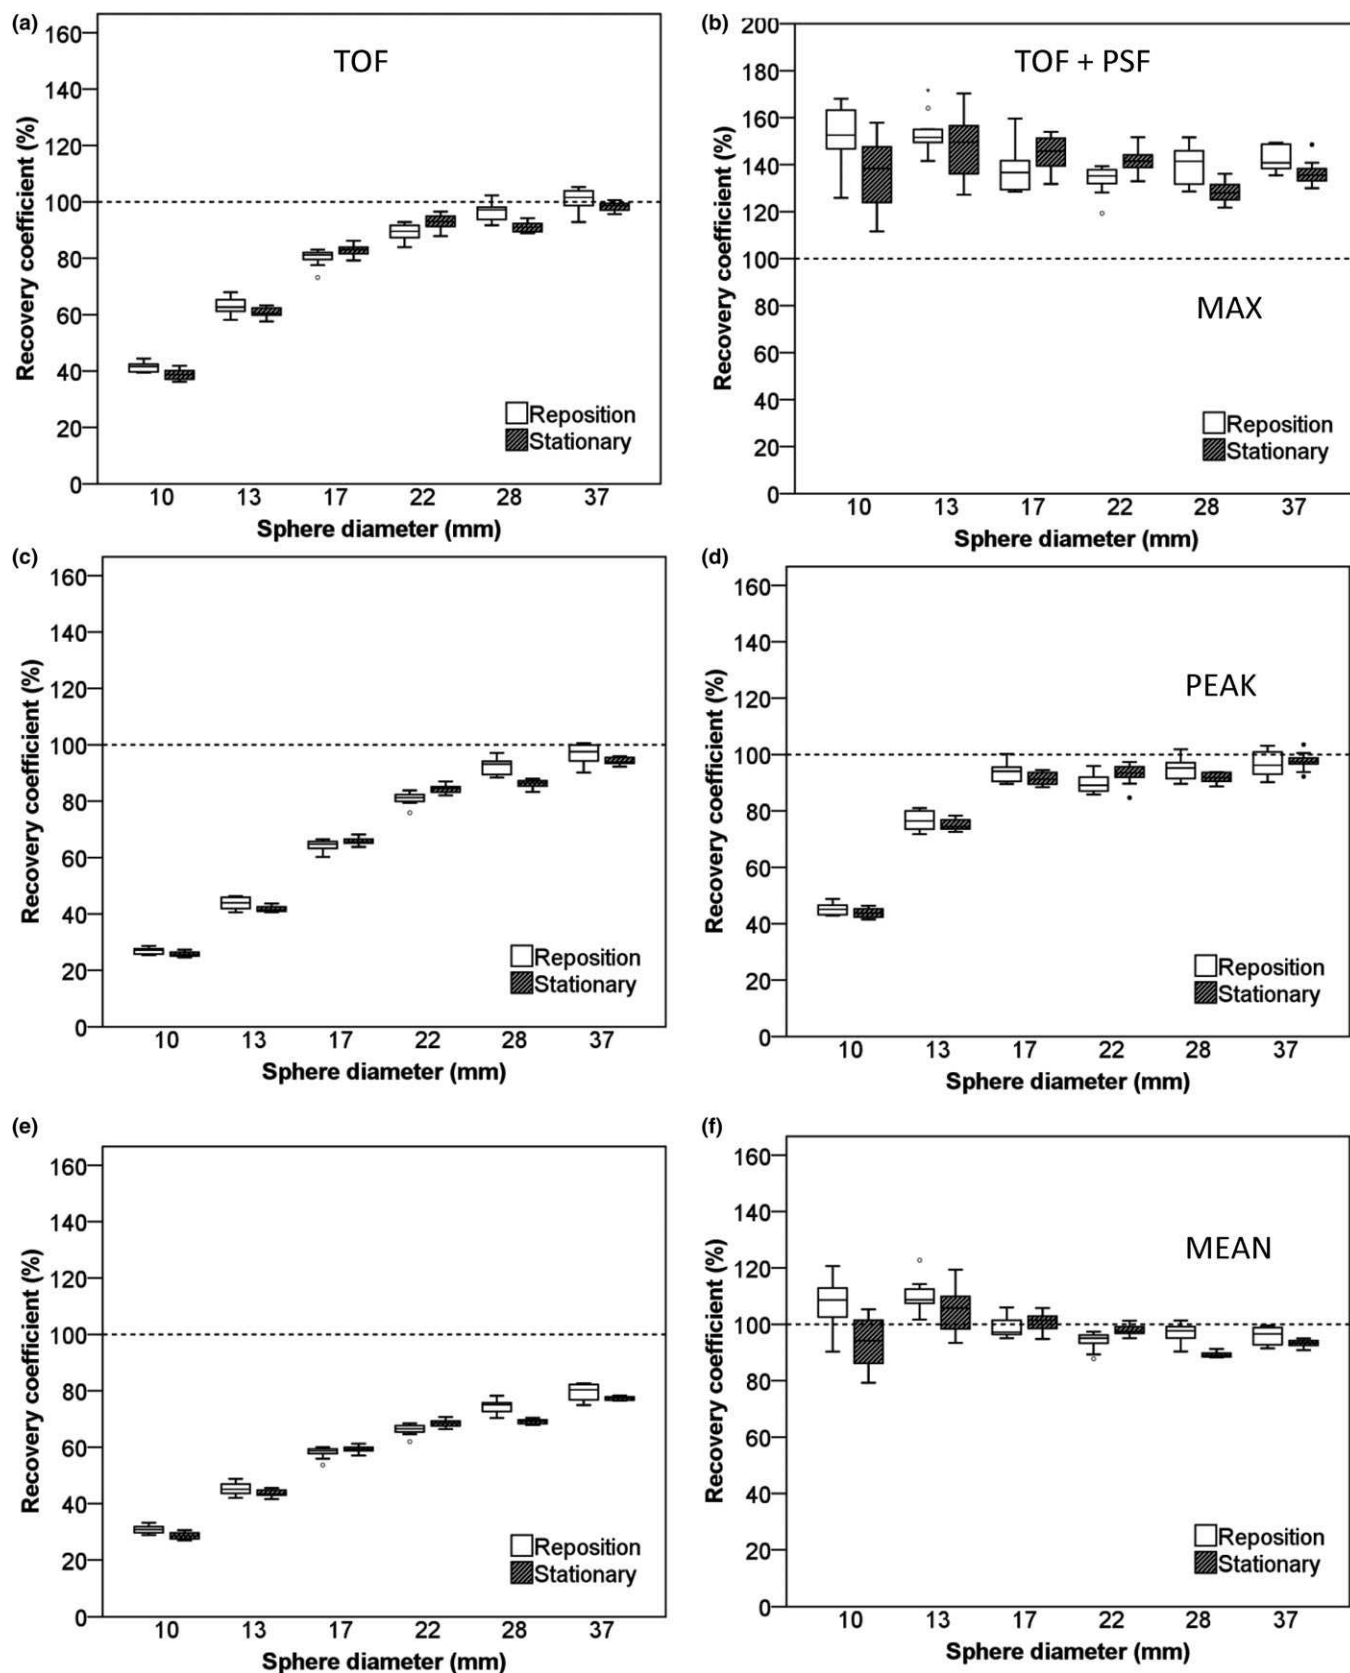 (a)
TOF
Recovery coefficient (%)
160
140
120
100
80
60
40
20
0
Reposition
Stationary
10 13 17 22 28 37
Sphere diameter (mm)
(b)
TOF + PSF
Recovery coefficient (%)
200
180
160
140
120
100
80
60
40
20
0
MAX
Reposition
Stationary
10 13 17 22 28 37
Sphere diameter (mm)
(c)
Recovery coefficient (%)
160
140
120
100
80
60
40
20
0
Reposition
Stationary
10 13 17 22 28 37
Sphere diameter (mm)
(d)
Recovery coefficient (%)
160
140
120
100
80
60
40
20
0
PEAK
Reposition
Stationary
10 13 17 22 28 37
Sphere diameter (mm)
(e)
Recovery coefficient (%)
160
140
120
100
80
60
40
20
0
Reposition
Stationary
10 13 17 22 28 37
Sphere diameter (mm)
(f)
Recovery coefficient (%)
160
140
120
100
80
60
40
20
0
MEAN
Reposition
Stationary
10 13 17 22 28 37
Sphere diameter (mm)